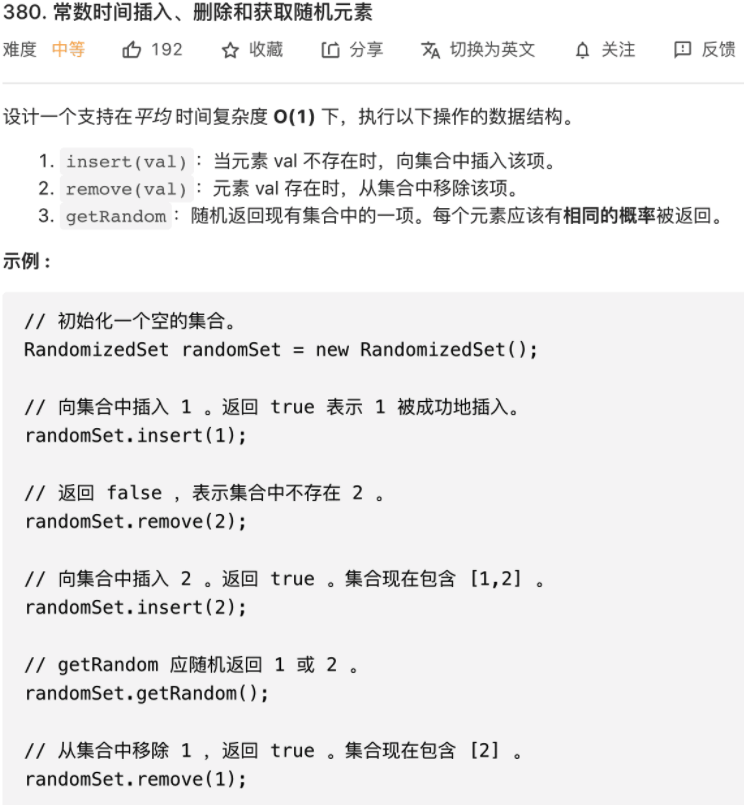 380. 常数时间插入、删除和获取随机元素
难度 中等 192 收藏 分享 切换为英文 关注 反馈
设计一个支持在平均 时间复杂度 O(1) 下，执行以下操作的数据结构。
1. insert(val)： 当元素 val 不存在时，向集合中插入该项。
2. remove(val)： 元素 val 存在时，从集合中移除该项。
3. getRandom： 随机返回现有集合中的一项。每个元素应该有相同的概率被返回。
示例 :
// 初始化一个空的集合。
RandomizedSet randomSet = new RandomizedSet();
// 向集合中插入 1 。返回 true 表示 1 被成功地插入。
randomSet.insert(1);
// 返回 false ，表示集合中不存在 2 。
randomSet.remove(2);
// 向集合中插入 2 。返回 true 。集合现在包含 [1,2] 。
randomSet.insert(2);
// getRandom 应随机返回 1 或 2 。
randomSet.getRandom();
// 从集合中移除 1 ，返回 true 。集合现在包含 [2] 。
randomSet.remove(1);